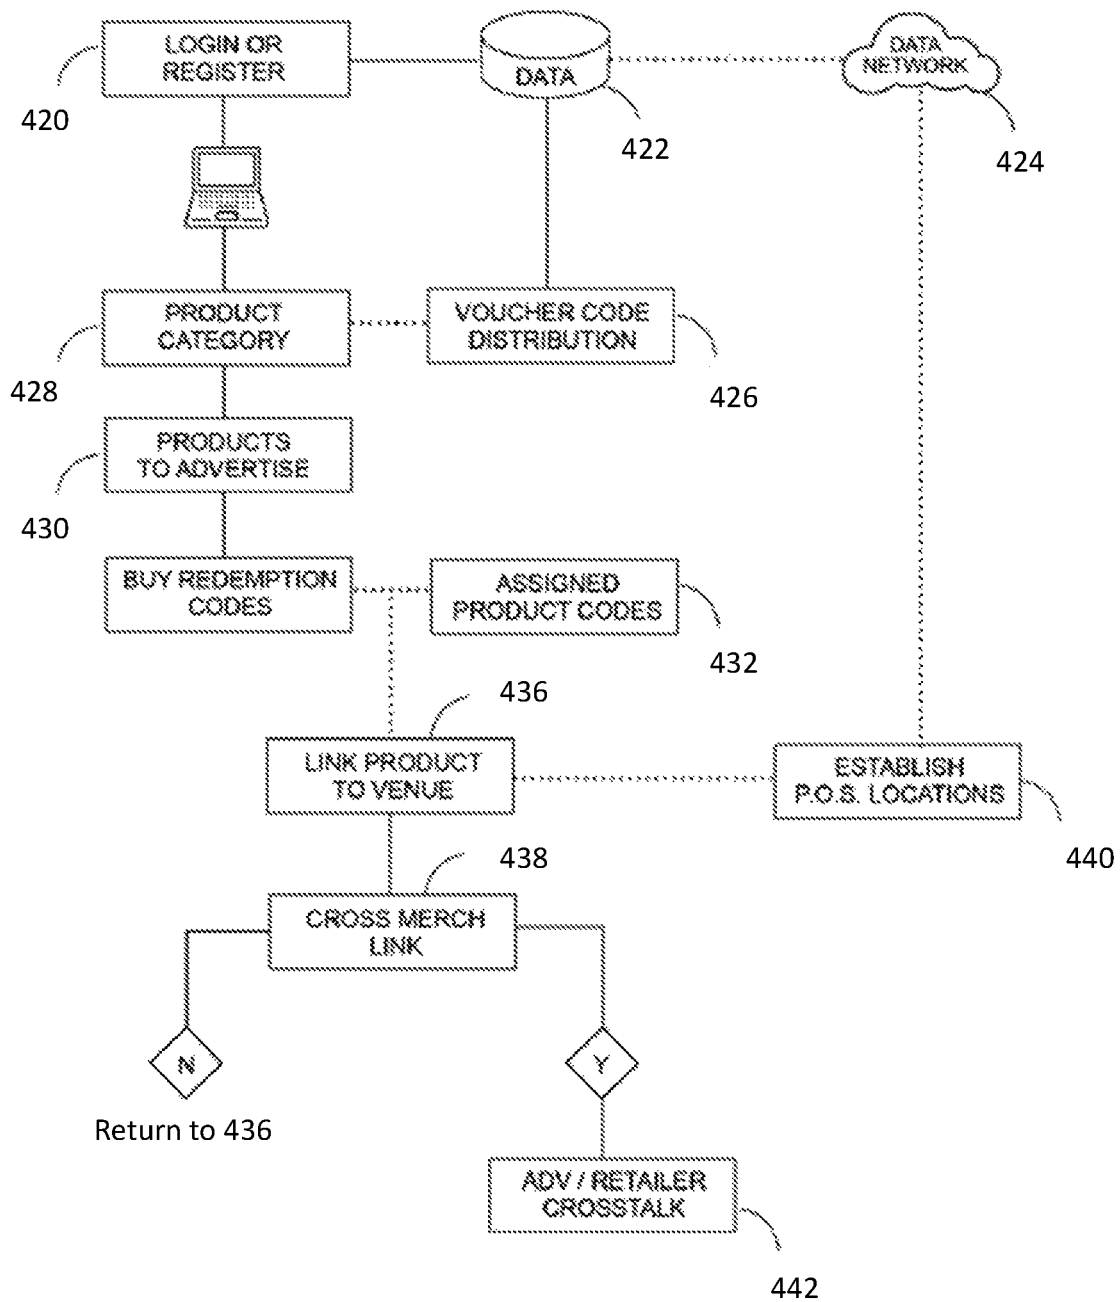 LOGIN OR
REGISTER
420
DATA
422
DATA
NETWORK
424
PRODUCT
CATEGORY
428
VOUCHER CODE
DISTRIBUTION
426
PRODUCTS
TO ADVERTISE
430
BUY REDEMPTION
CODES
ASSIGNED
PRODUCT CODES
432
436
LINK PRODUCT
TO VENUE
ESTABLISH
P.O.S. LOCATIONS
440
438
CROSS MERCH
LINK
N
Return to 436
Y
ADV / RETAILER
CROSSTALK
442